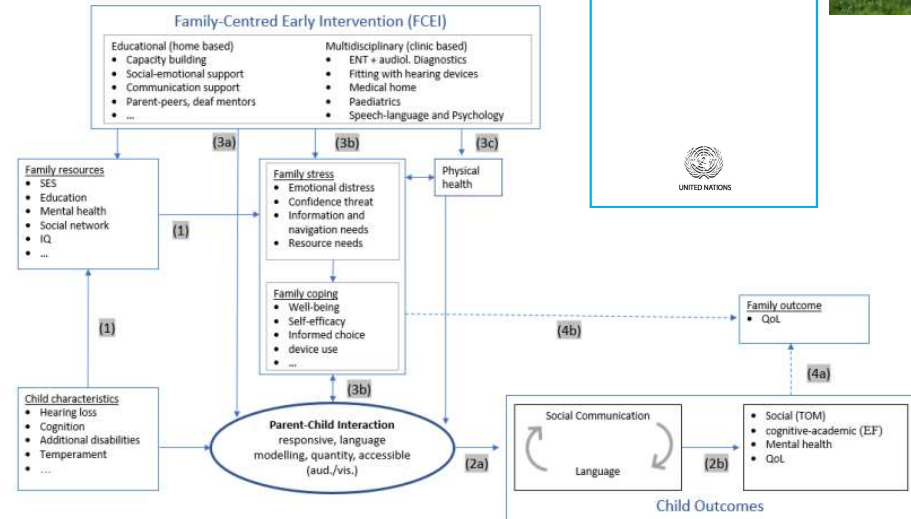 Family-Centred Early Intervention (FCEI)
Educational (home based)
• Capacity building
• Social-emotional support
• Communication support
• Parent-peers, deaf mentors
• ...
Multidisciplinary (clinic based)
• ENT + audiol. Diagnostics
• Fitting with hearing devices
• Medical home
• Paediatrics
• Speech-language and Psychology
UNITED NATIONS
(3a)
(3b)
(3c)
Family resources
• SES
• Education
• Mental health
• Social network
• IQ
• ...
(1)
Family stress
• Emotional distress
• Confidence threat
• Information and
navigation needs
• Resource needs
Physical
health
Family coping
• Well-being
• Self-efficacy
• Informed choice
• device use
• ...
(4b)
Family outcome
• QoL
(1)
(3b)
(4a)
Child characteristics
• Hearing loss
• Cognition
• Additional disabilities
• Temperament
• ...
Parent-Child Interaction
responsive, language
modelling, quantity, accessible
(aud./vis.)
(2a)
Social Communication
Language
(2b)
• Social (TOM)
• cognitive-academic (EF)
• Mental health
• QoL
Child Outcomes